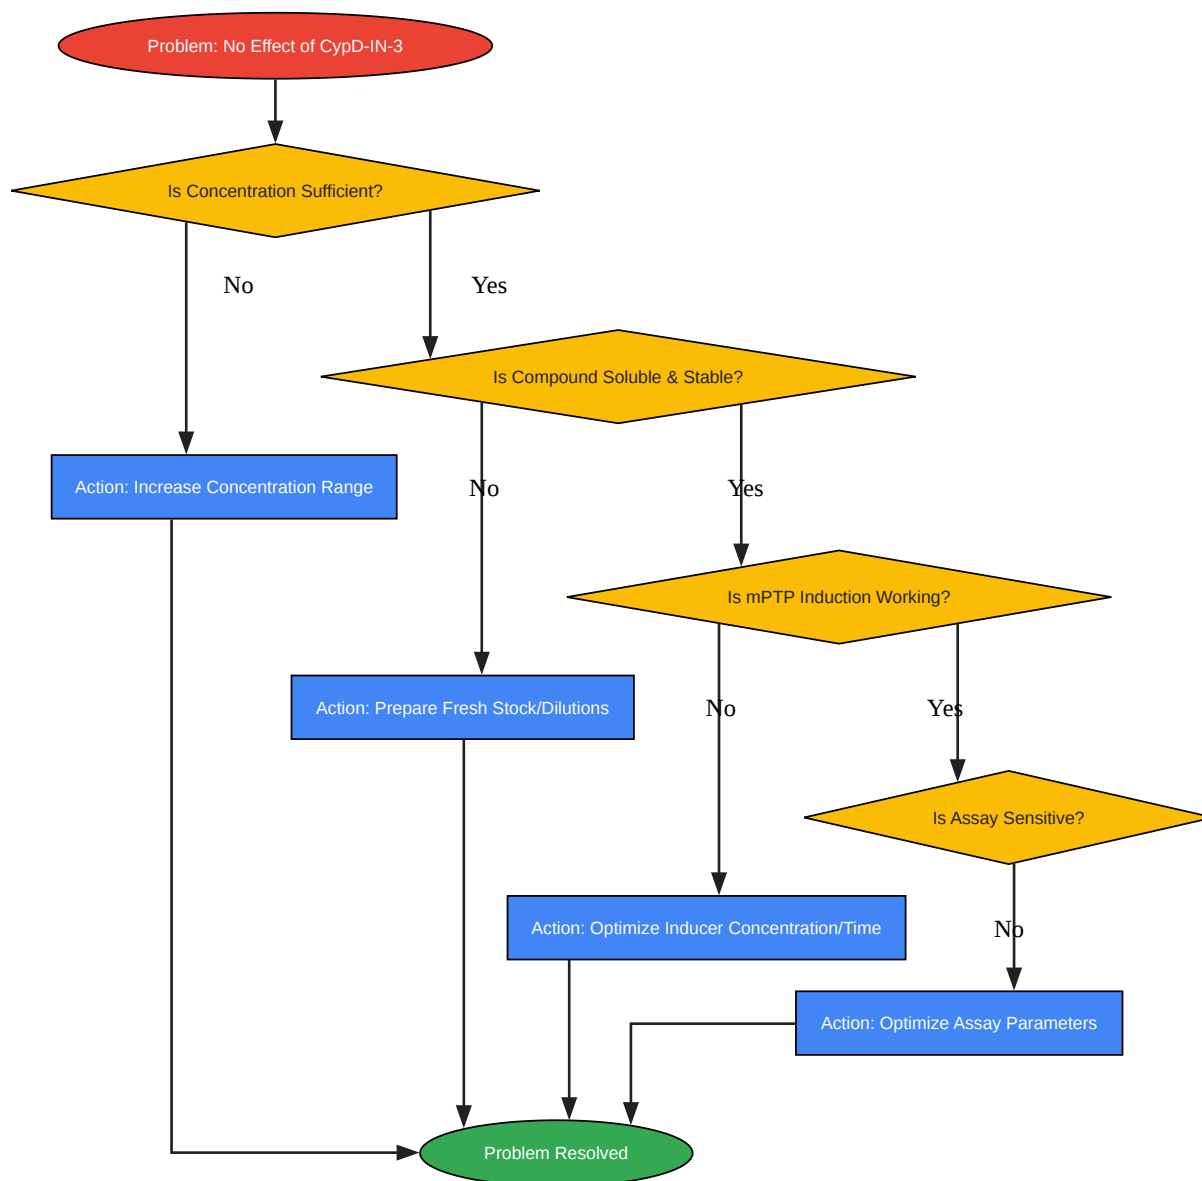 Problem: No Effect of CypD-IN-3
Is Concentration Sufficient?
No
Yes
Is Compound Soluble & Stable?
Action: Increase Concentration Range
No
Yes
Is mPTP Induction Working?
Action: Prepare Fresh Stock/Dilutions
No
Yes
Is Assay Sensitive?
Action: Optimize Inducer Concentration/Time
No
Action: Optimize Assay Parameters
Problem Resolved